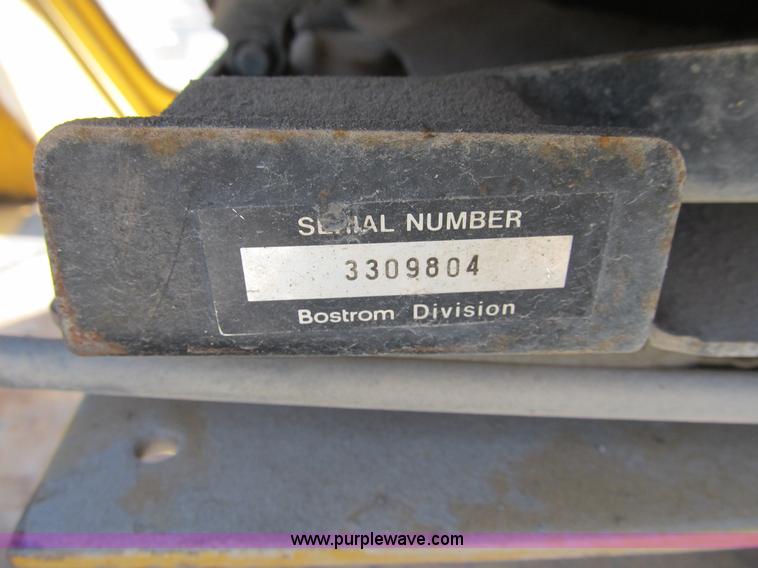 SERIAL NUMBER
3309804
Bostrom Division
www.purplewave.com